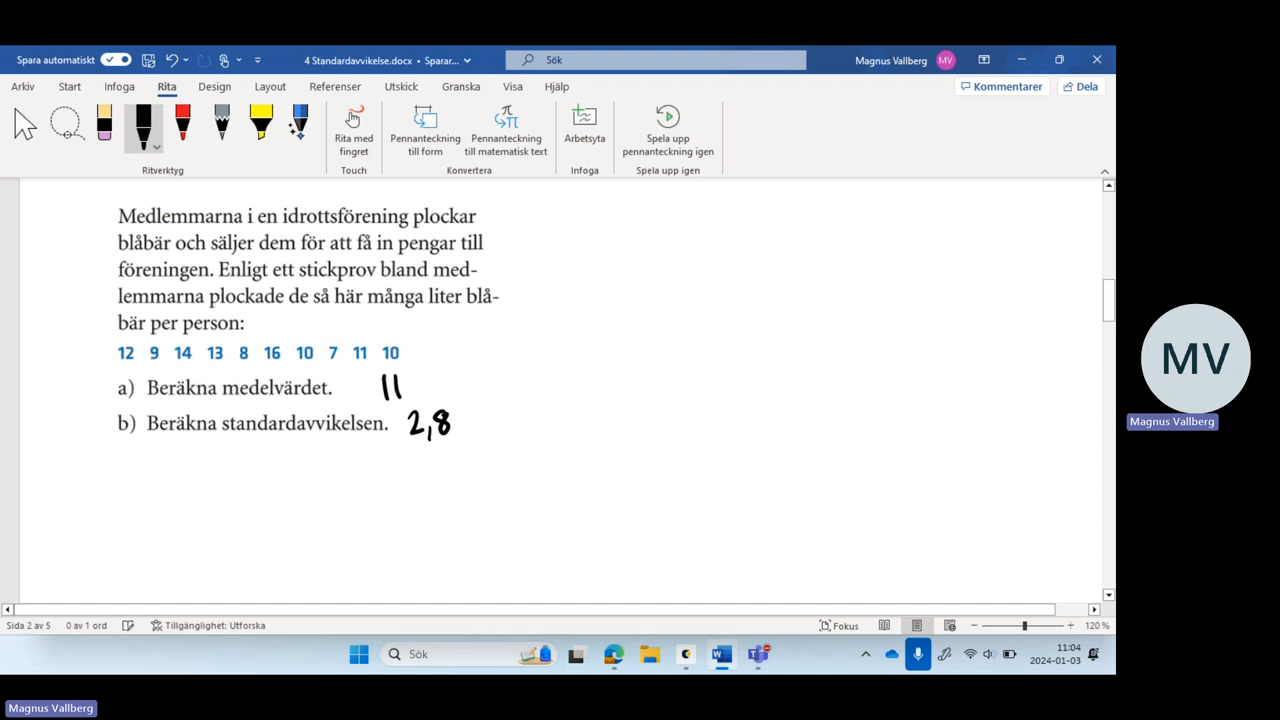 Spara automatiskt
4 Standardavvikelse.docx • Sparar...
Sök
Magnus Vallberg MV
Arkiv Start Infoga Rita Design Layout Referenser Utskick Granska Visa Hjälp
Kommentarer Dela
Rita med fingret
Pennanteckning till form
Pennanteckning till matematisk text
Arbetsyta
Spela upp pennanteckning igen
Ritverktyg Touch Konvertera Infoga Spela upp igen
Medlemmarna i en idrottsförening plockar
blåbär och säljer dem för att få in pengar till
föreningen. Enligt ett stickprov bland med-
lemmarna plockade de så här många liter blå-
bär per person:
12 9 14 13 8 16 10 7 11 10
a) Beräkna medelvärdet. 11
b) Beräkna standardavvikelsen. 2,8
MV
Magnus Vallberg
Sida 2 av 5 0 av 1 ord Tillgänglighet: Utforska Fokus 120 %
Sök
11:04
2024-01-03
Magnus Vallberg